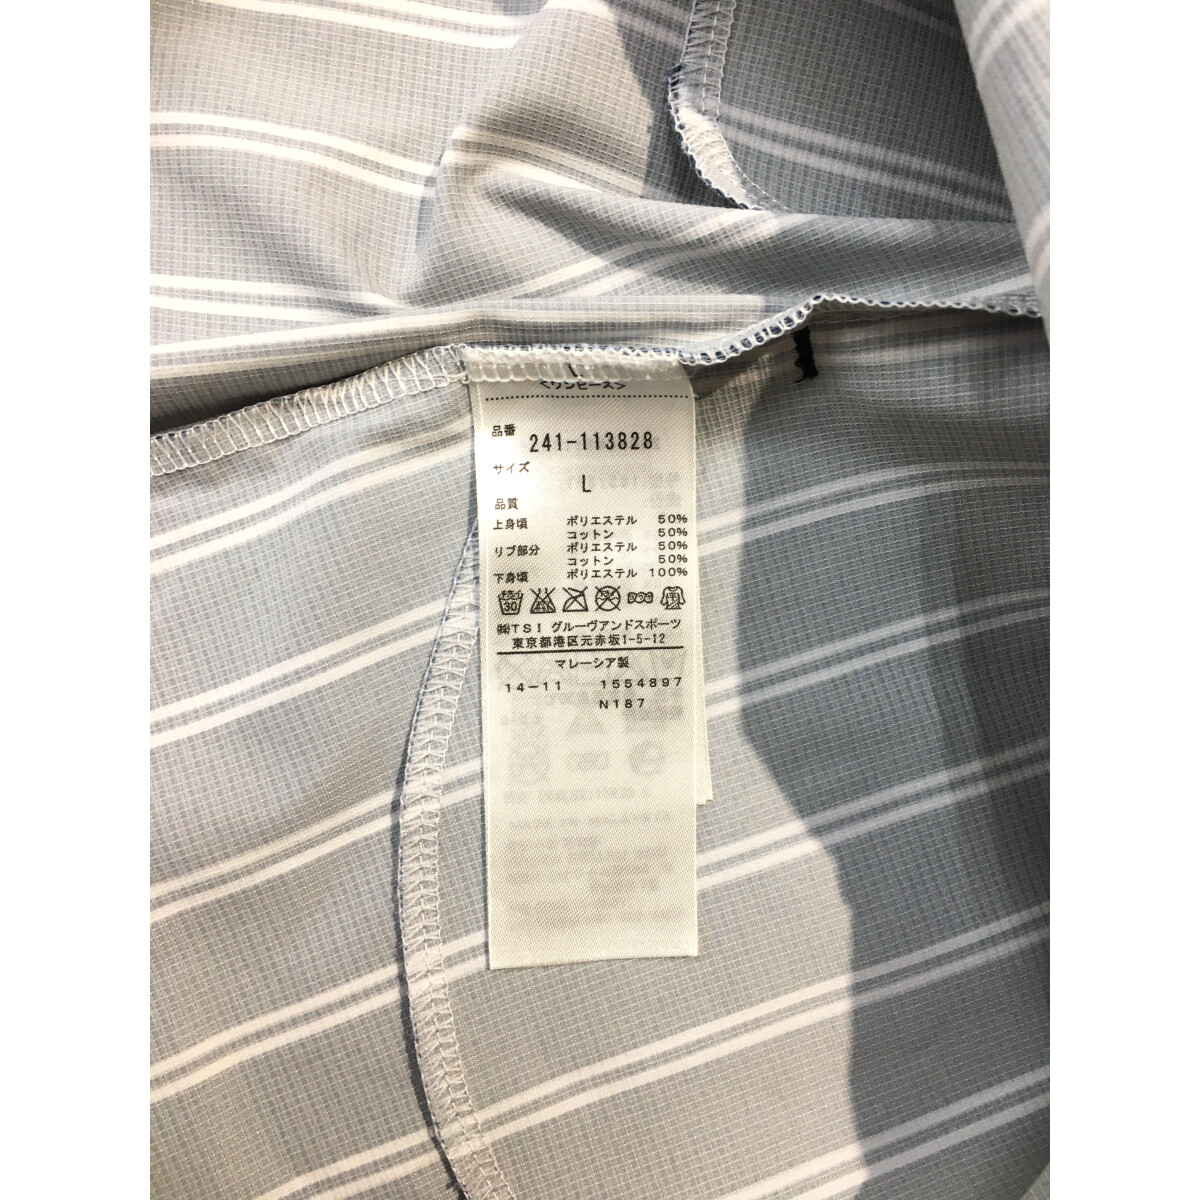 <ワンピース>
品番 241-113828
サイズ
L
品質
上身頃 ポリエステル 50%
コットン 50%
リブ部分 ポリエステル 50%
コットン 50%
下身頃 ポリエステル 100%
30
㈱TSI グルーヴアンドスポーツ
東京都港区元赤坂1-5-12
マレーシア製
14-11 1554897
N187